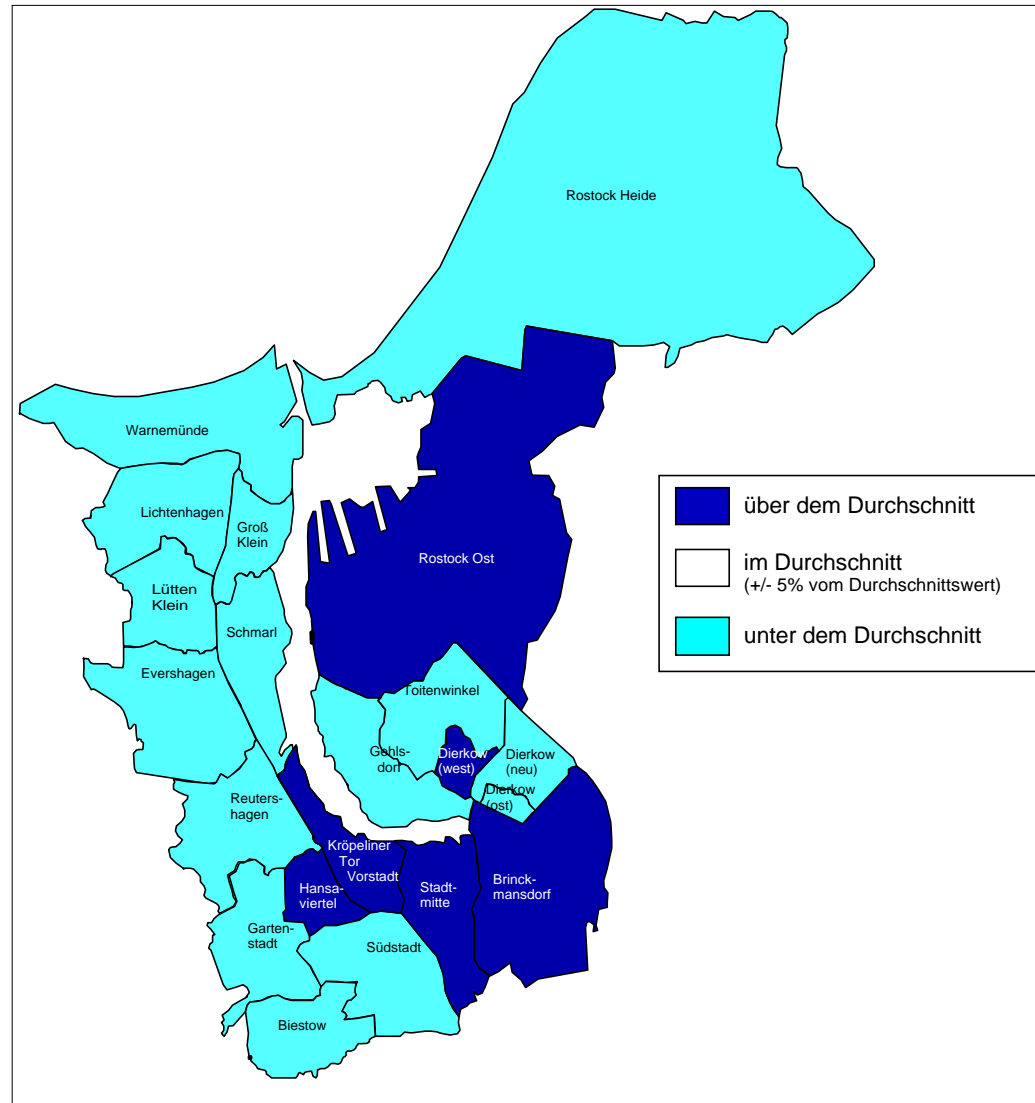 Rostock Heide
Warnemünde
Lichtenhagen
Groß
Klein
Rostock Ost
Lütten
Klein
Schmarl
Evershagen
Toitenwinkel
Gehls-
dorf
Dierkow
(west)
Dierkow
(neu)
Dierkow
(ost)
Reuters-
hagen
Kröpeliner
Tor
Vorstadt
Hansa-
viertel
Stadt-
mitte
Brinck-
mansdorf
Garten-
stadt
Südstadt
Biestow
über dem Durchschnitt
im Durchschnitt
(+/- 5% vom Durchschnittswert)
unter dem Durchschnitt